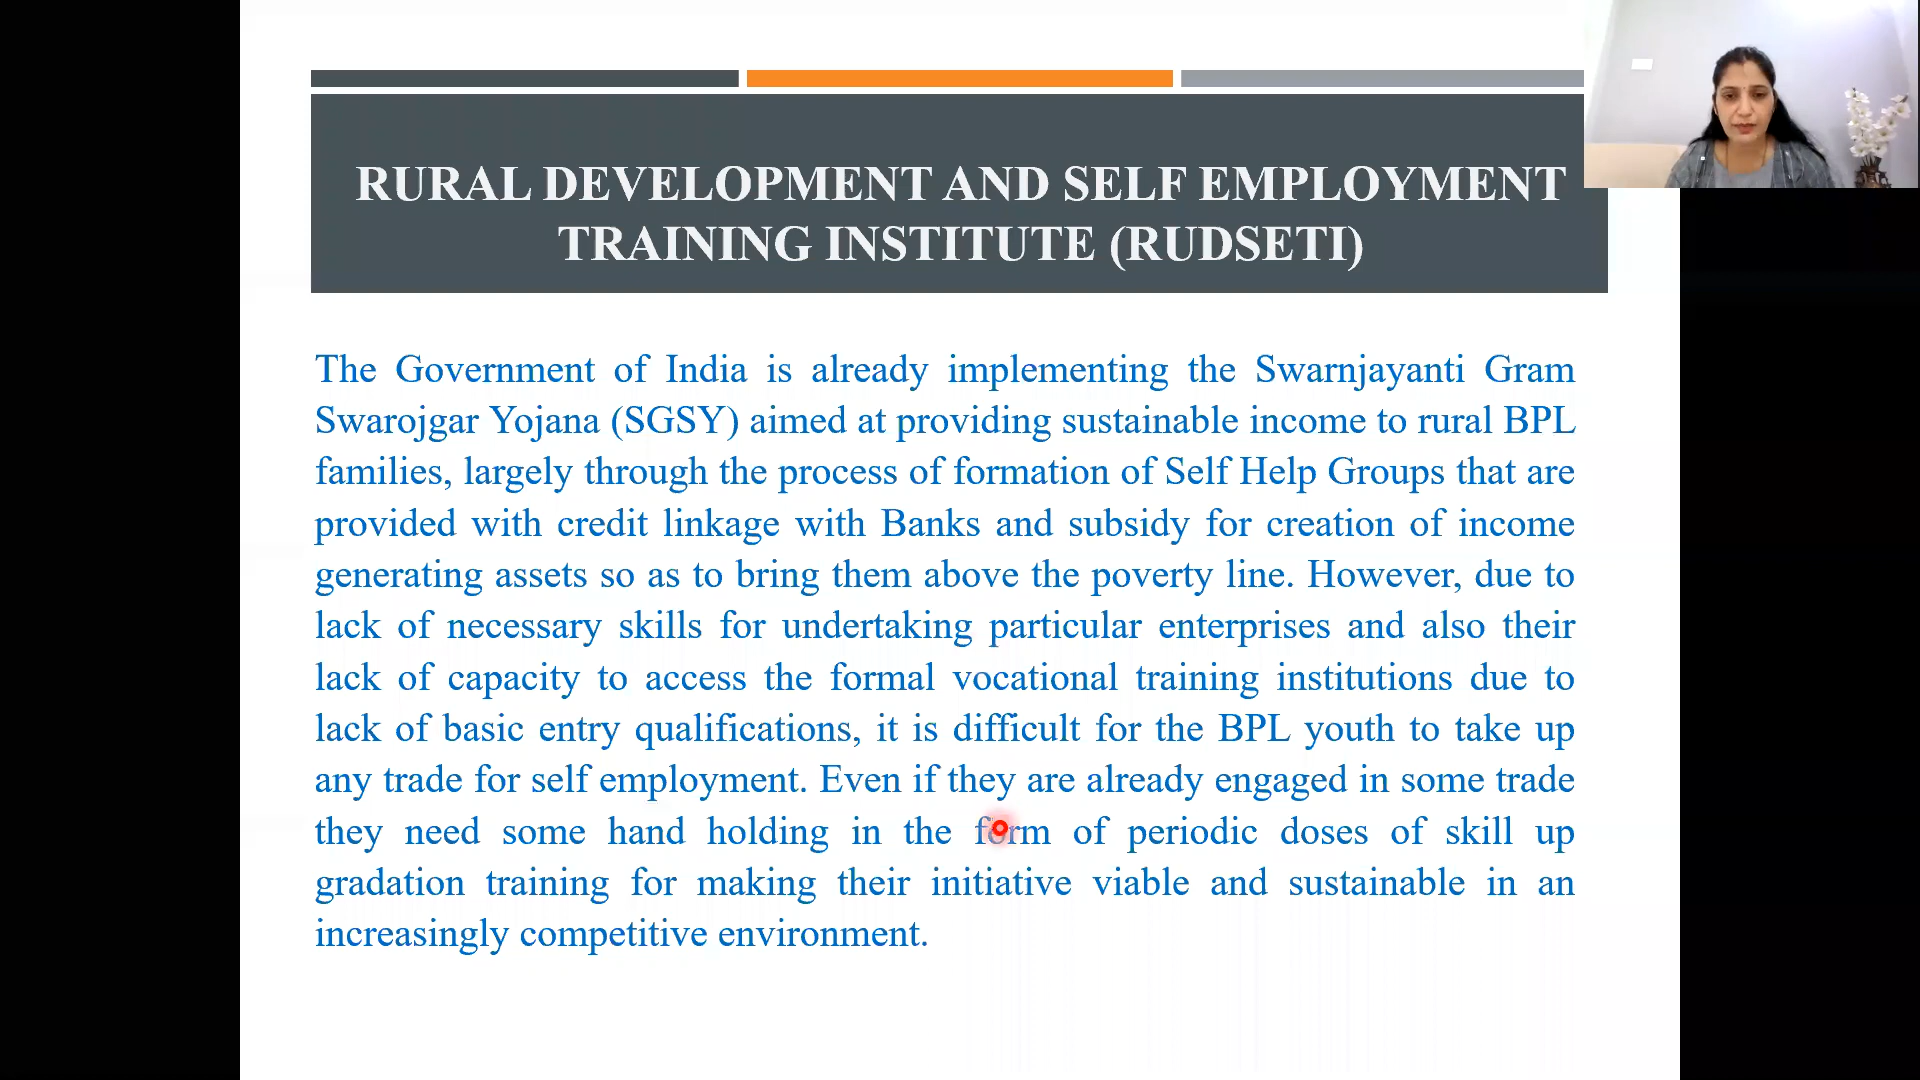 RURAL DEVELOPMENT AND SELF EMPLOYMENT
TRAINING INSTITUTE (RUDSETI)
The Government of India is already implementing the Swarnjayanti Gram
Swarojgar Yojana (SGSY) aimed at providing sustainable income to rural BPL
families, largely through the process of formation of Self Help Groups that are
provided with credit linkage with Banks and subsidy for creation of income
generating assets so as to bring them above the poverty line. However, due to
lack of necessary skills for undertaking particular enterprises and also their
lack of capacity to access the formal vocational training institutions due to
lack of basic entry qualifications, it is difficult for the BPL youth to take up
any trade for self employment. Even if they are already engaged in some trade
they need some hand holding in the form of periodic doses of skill up
gradation training for making their initiative viable and sustainable in an
increasingly competitive environment.